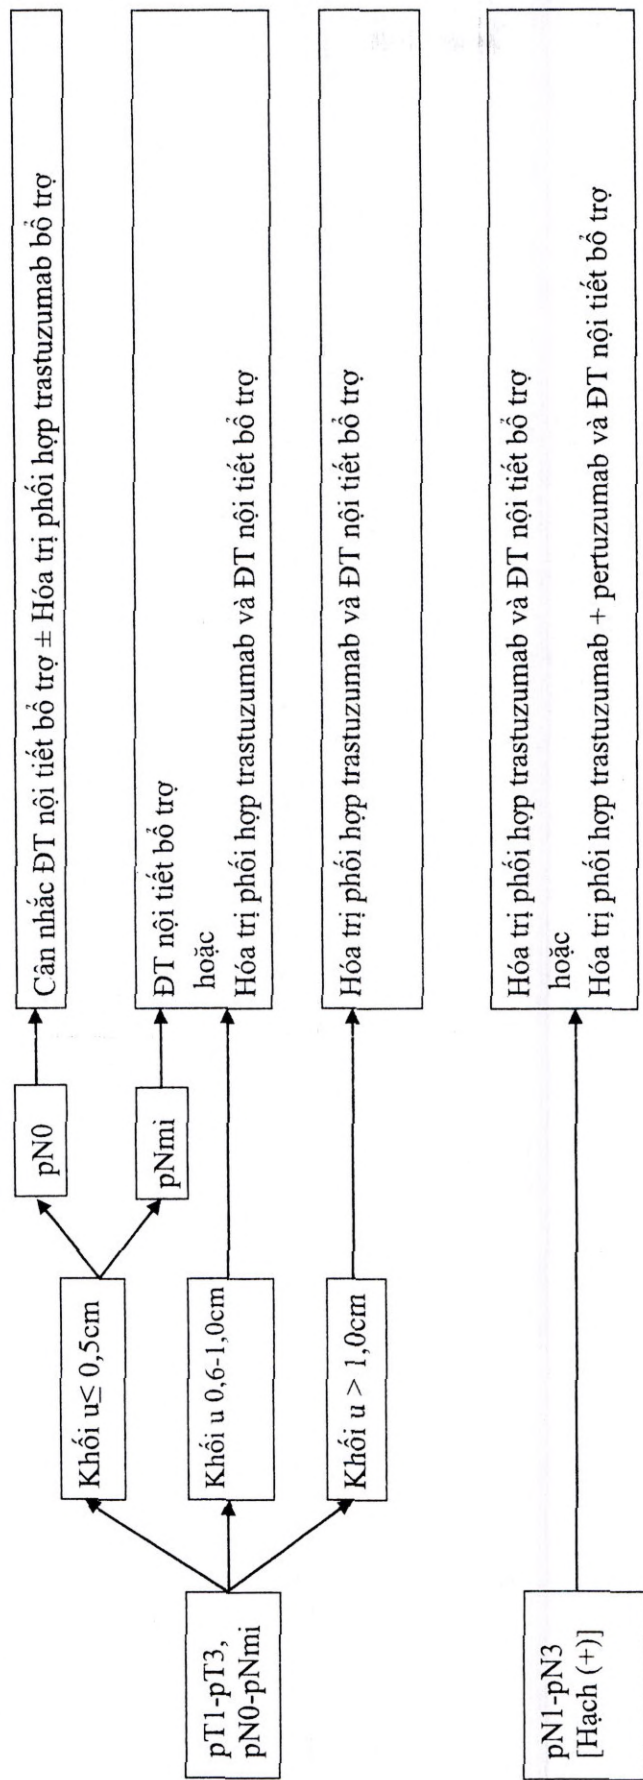 pT1-pT3,
pN0-pNmi
Khối u≤ 0,5cm
pN0
Cân nhắc ĐT nội tiết bổ trợ ± Hóa trị phối hợp trastuzumab bổ trợ
pNmi
ĐT nội tiết bổ trợ
hoặc
Hóa trị phối hợp trastuzumab và ĐT nội tiết bổ trợ
Khối u 0,6-1,0cm
Khối u > 1,0cm
Hóa trị phối hợp trastuzumab và ĐT nội tiết bổ trợ
pN1-pN3
[Hạch (+)]
Hóa trị phối hợp trastuzumab và ĐT nội tiết bổ trợ
hoặc
Hóa trị phối hợp trastuzumab + pertuzumab và ĐT nội tiết bổ trợ